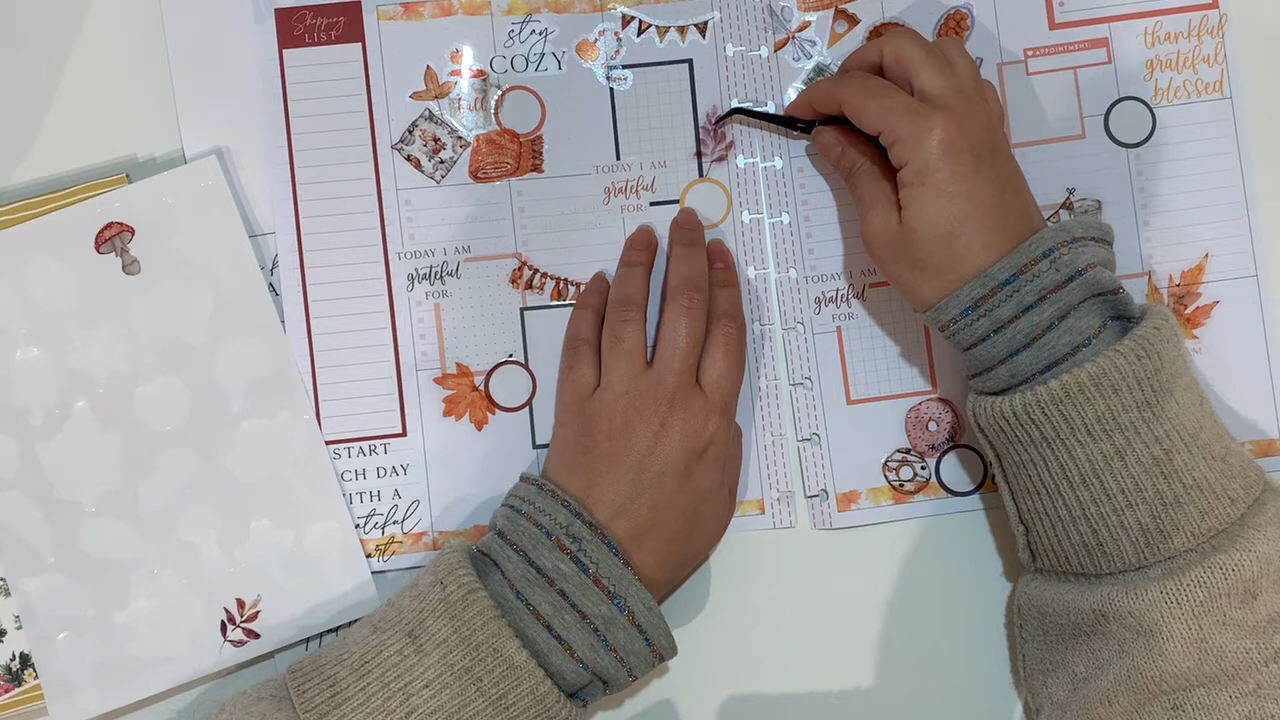 Shopping
LIST
stay
COZY
fall
TODAY I AM
grateful
FOR:
TODAY I AM
grateful
FOR:
START
CH DAY
ITH A
ateful
art
APPOINTMENT:
thankful
grateful
blessed
TODAY I AM
grateful
FOR: